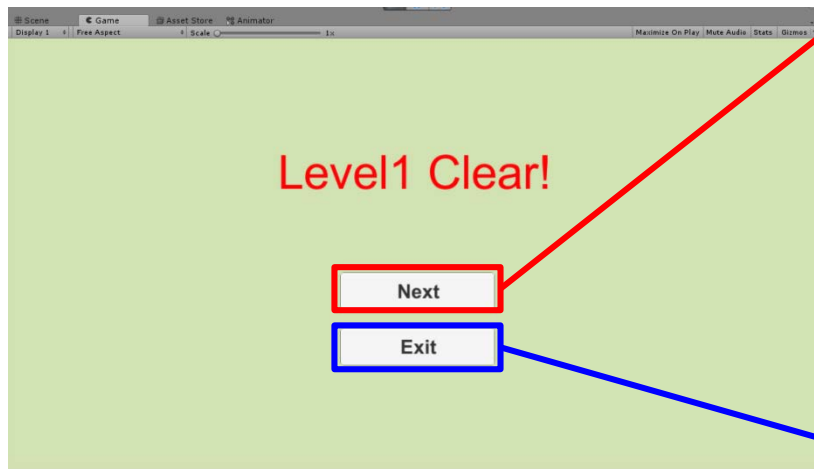 Scene Game Asset Store Animator
Display 1 Free Aspect Scale 1x Maximize On Play Mute Audio Stats Gizmos
Level1 Clear!
Next
Exit